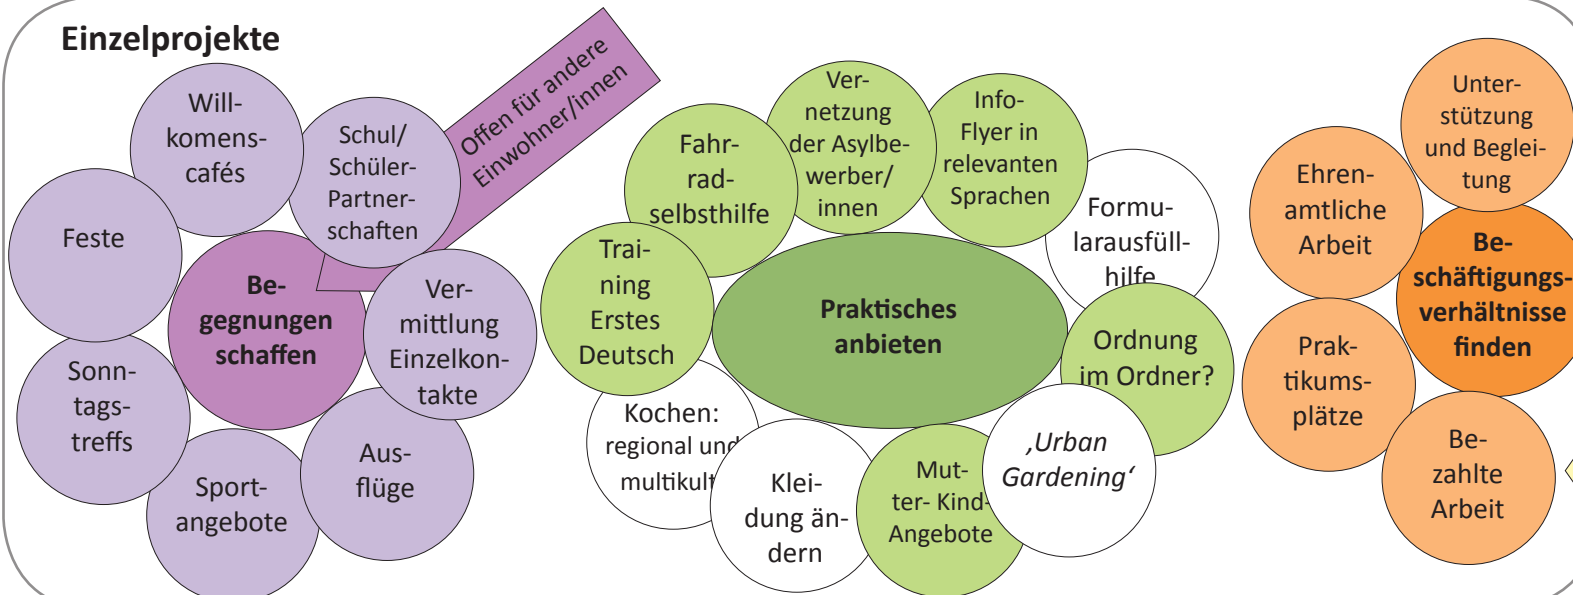 Einzelprojekte
Will-
komens-
cafés
Schul/
Schüler-
Partner-
schaften
Offen für andere
Einwohner/innen
Feste
Be-
gegnungen
schaffen
Ver-
mittlung
Einzelkon-
takte
Sonn-
tags-
treffs
Sport-
angebote
Aus-
flüge
Fahr-
rad-
selbsthilfe
Ver-
netzung
der Asylbe-
werber/
innen
Info-
Flyer in
relevanten
Sprachen
Formu-
larausfüll-
hilfe
Trai-
ning
Erstes
Deutsch
Praktisches
anbieten
Ordnung
im Ordner?
Kochen:
regional und
multikult
Klei-
dung än-
dern
Mut-
ter- Kind-
Angebote
‚Urban
Gardening‘
Unter-
stützung
und Beglei-
tung
Ehren-
amtliche
Arbeit
Be-
schäftigungs-
verhältnisse
finden
Prak-
tikums-
plätze
Be-
zahlte
Arbeit